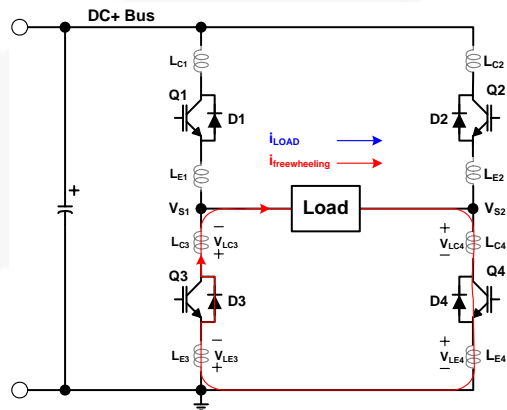 DC+ Bus
LC1
LC2
Q1
Q2
D1
D2
iLOAD
ifreewheeling
LE1
LE2
VS1
Load
VS2
−
+
LC3
VLC3
VLC4
LC4
+
−
Q3
Q4
D3
D4
−
+
LE3
VLE3
VLE4
LE4
+
−
+